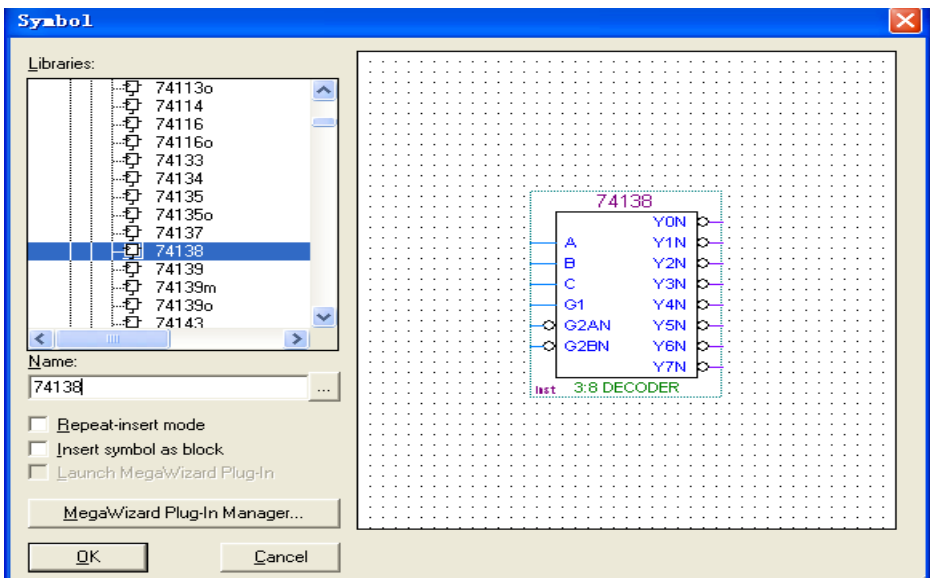 Symbol
Libraries:
74113o
74114
74116
74116o
74133
74134
74135
74135o
74137
74138
74139
74139m
74139o
74143
Name:
74138
...
Repeat-insert mode
Insert symbol as block
Launch MegaWizard Plug-In
MegaWizard Plug-In Manager...
OK
Cancel
74138
Y0N
A
Y1N
B
Y2N
C
Y3N
G1
Y4N
G2AN
Y5N
G2BN
Y6N
Y7N
inst
3:8 DECODER